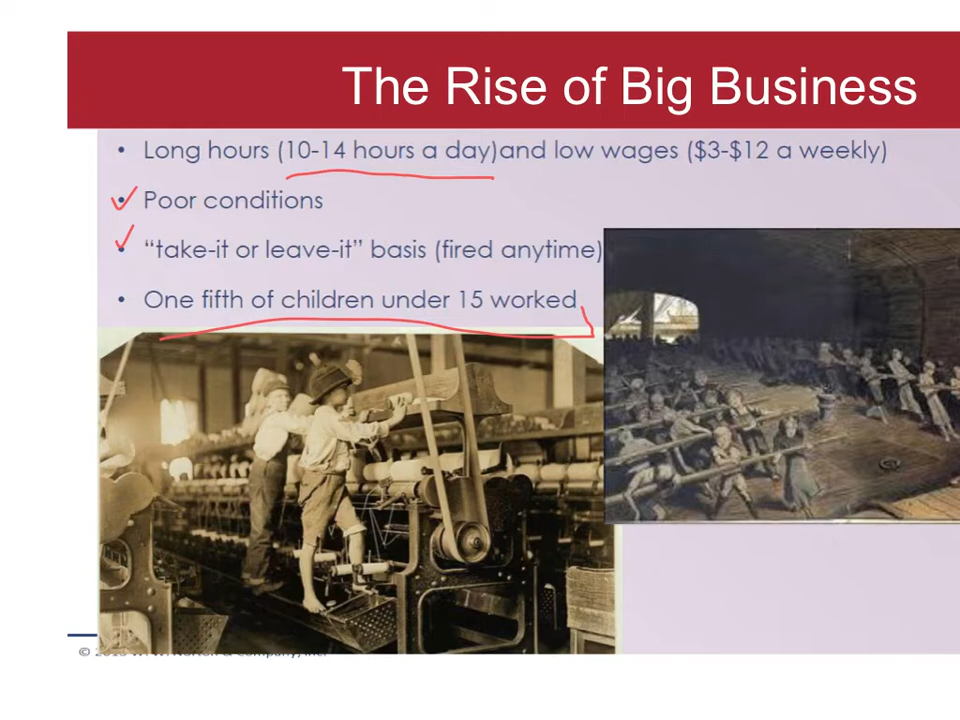 The Rise of Big Business
• Long hours (10-14 hours a day)and low wages ($3-$12 a weekly)
• Poor conditions
• “take-it or leave-it” basis (fired anytime)
• One fifth of children under 15 worked
© Norton & Company, Inc.